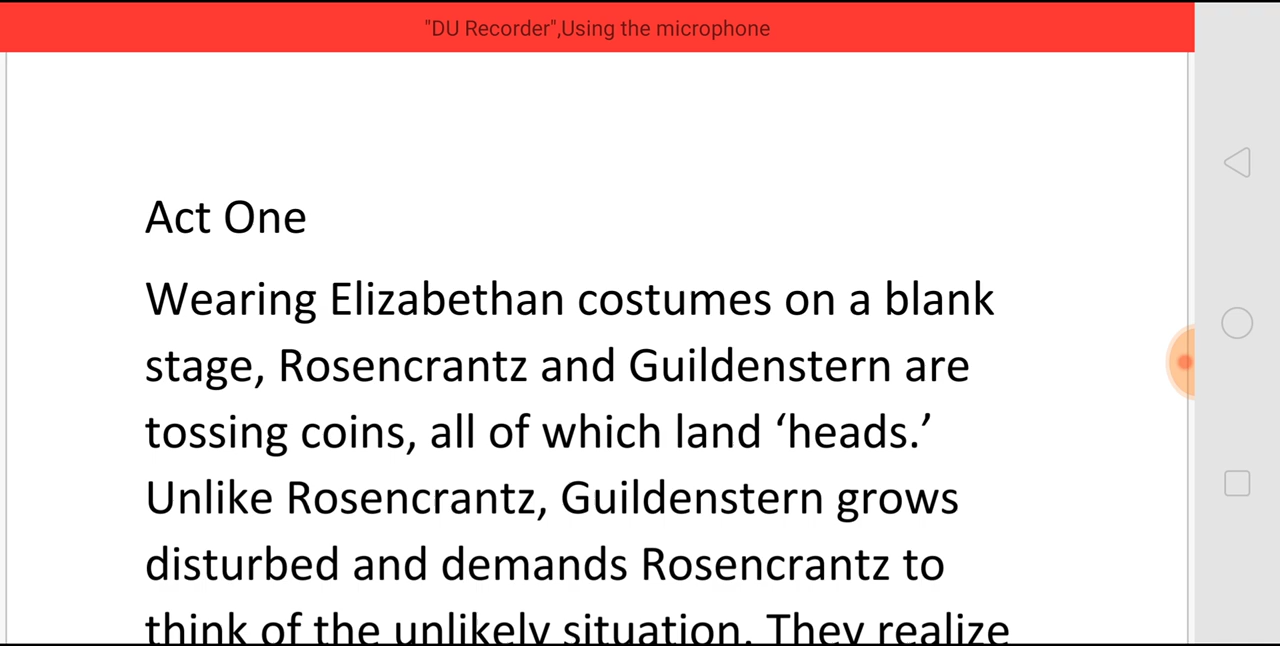 "DU Recorder",Using the microphone
Act One
Wearing Elizabethan costumes on a blank
stage, Rosencrantz and Guildenstern are
tossing coins, all of which land ‘heads.’
Unlike Rosencrantz, Guildenstern grows
disturbed and demands Rosencrantz to
think of the unlikely situation. They realize